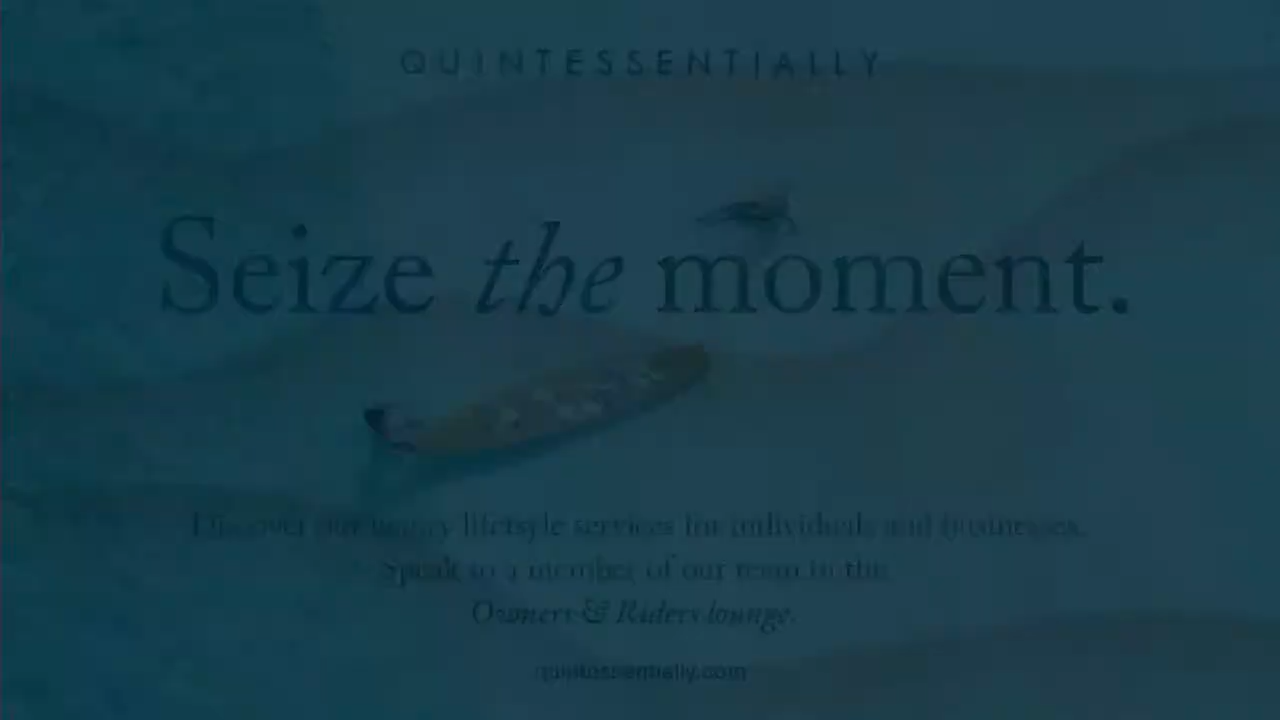 QUINTESSENTIALLY
Seize the moment.
Discover our luxury lifetsyle services for individuals and businesses.
Speak to a member of our team in the
Owners & Riders lounge.
quintessentially.com